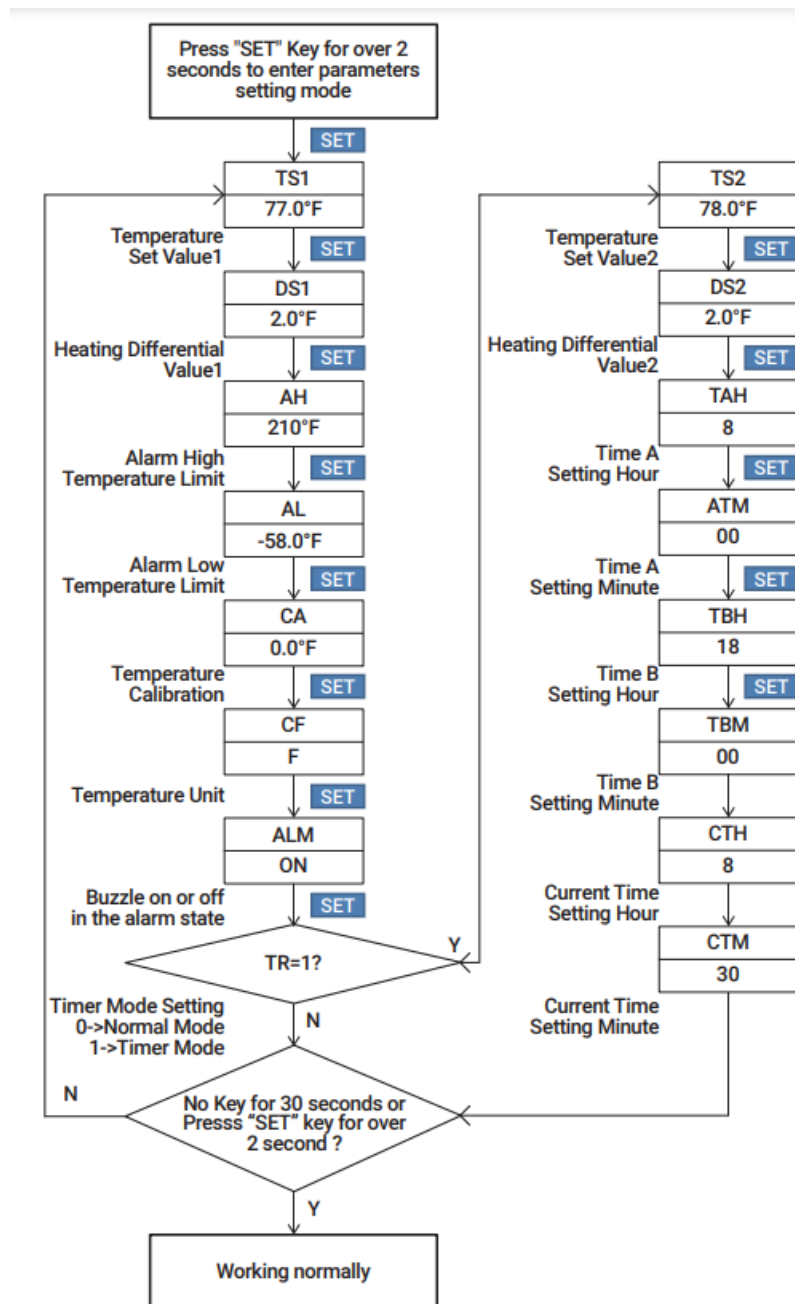 Press "SET" Key for over 2
seconds to enter parameters
setting mode
SET
TS1
77.0°F
Temperature
Set Value1
SET
DS1
2.0°F
Heating Differential
Value1
SET
AH
210°F
Alarm High
Temperature Limit
SET
AL
-58.0°F
Alarm Low
Temperature Limit
SET
CA
0.0°F
Temperature
Calibration
SET
CF
F
Temperature Unit
SET
ALM
ON
Buzzle on or off
in the alarm state
SET
TR=1?
Y
Timer Mode Setting
0->Normal Mode
1->Timer Mode
N
N
No Key for 30 seconds or
Presss “SET” key for over
2 second ?
Y
Working normally
TS2
78.0°F
Temperature
Set Value2
SET
DS2
2.0°F
Heating Differential
Value2
SET
TAH
8
Time A
Setting Hour
SET
ATM
00
Time A
Setting Minute
SET
TBH
18
Time B
Setting Hour
SET
TBM
00
Time B
Setting Minute
CTH
8
Current Time
Setting Hour
CTM
30
Current Time
Setting Minute